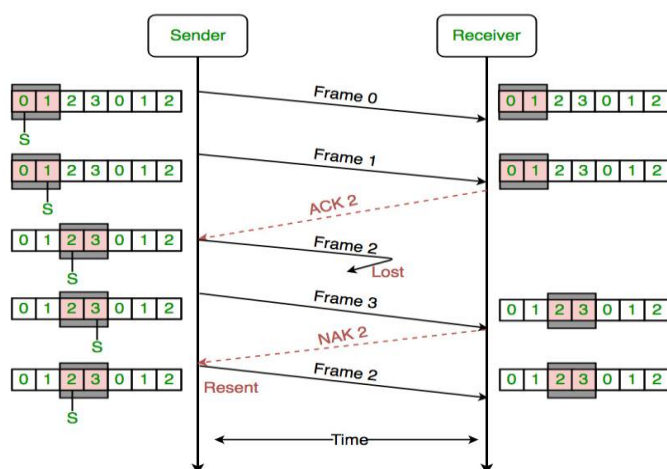 Sender
Receiver
0 1 2 3 0 1 2
S
Frame 0
0 1 2 3 0 1 2
0 1 2 3 0 1 2
S
Frame 1
0 1 2 3 0 1 2
ACK 2
0 1 2 3 0 1 2
S
Frame 2
Lost
0 1 2 3 0 1 2
S
Frame 3
0 1 2 3 0 1 2
NAK 2
0 1 2 3 0 1 2
S
Resent
Frame 2
0 1 2 3 0 1 2
Time